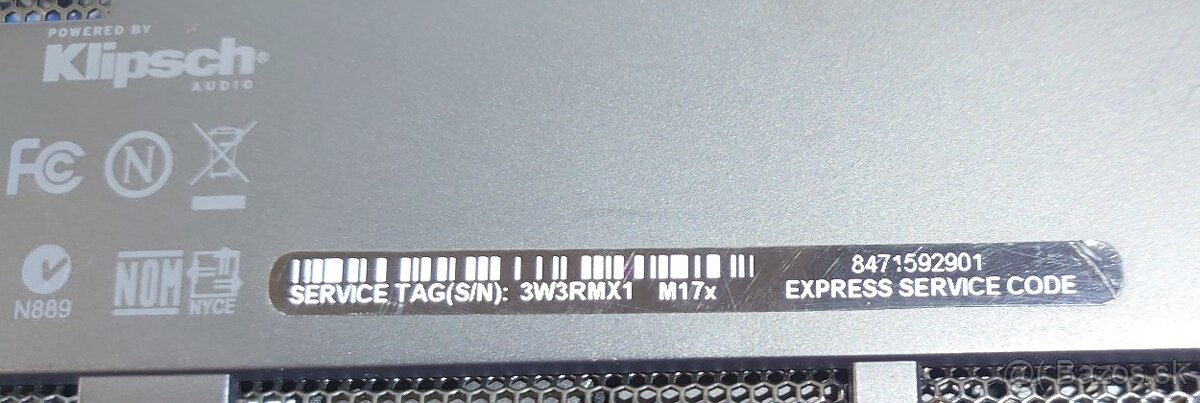 POWERED BY
Klipsch®
AUDIO
FC
N
N889
NOM
NYCE
8471592901
SERVICE TAG(S/N): 3W3RMX1 M17x EXPRESS SERVICE CODE
Bazos.sk